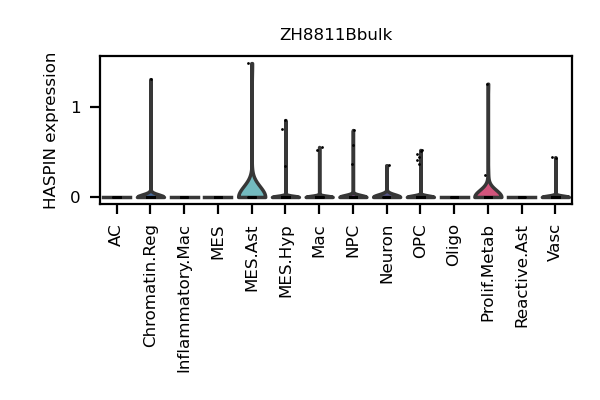 ZH8811Bbulk
HASPIN expression
1
0
AC
Chromatin.Reg
Inflammatory.Mac
MES
MES.Ast
MES.Hyp
Mac
NPC
Neuron
OPC
Oligo
Prolif.Metab
Reactive.Ast
Vasc